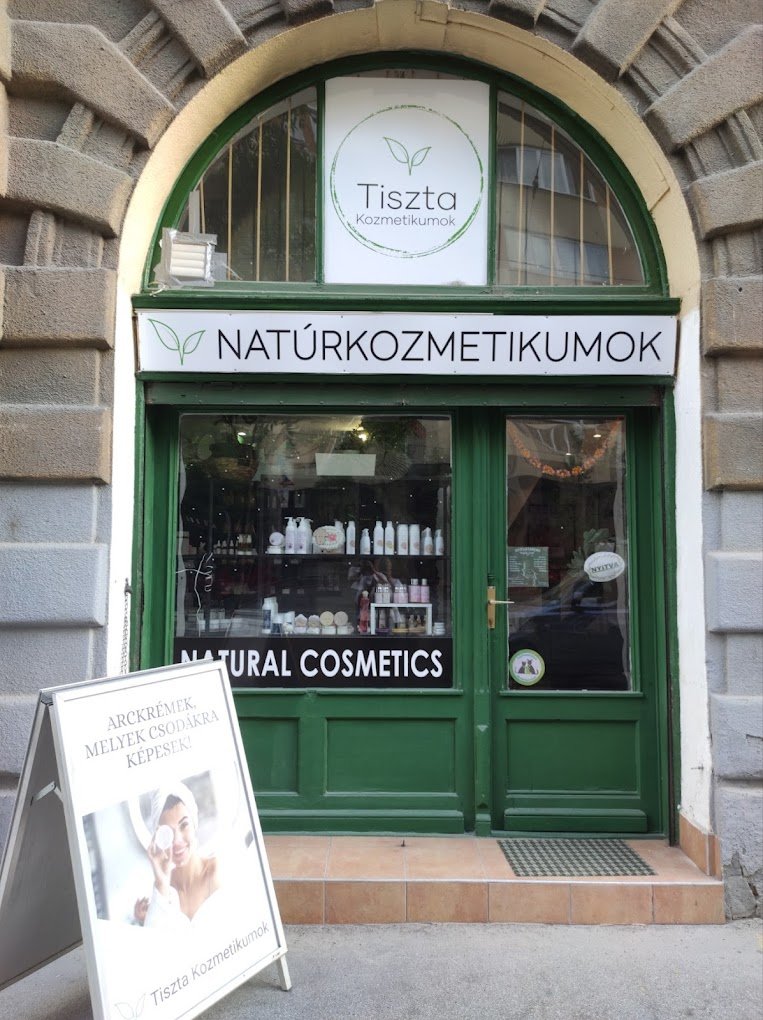 Tiszta
Kozmetikumok
NATÚRKOZMETIKUMOK
NYITVA
NATURAL COSMETICS
ARCKRÉMEK,
MELYEK CSODÁKRA
KÉPESEK!
Tiszta Kozmetikumok